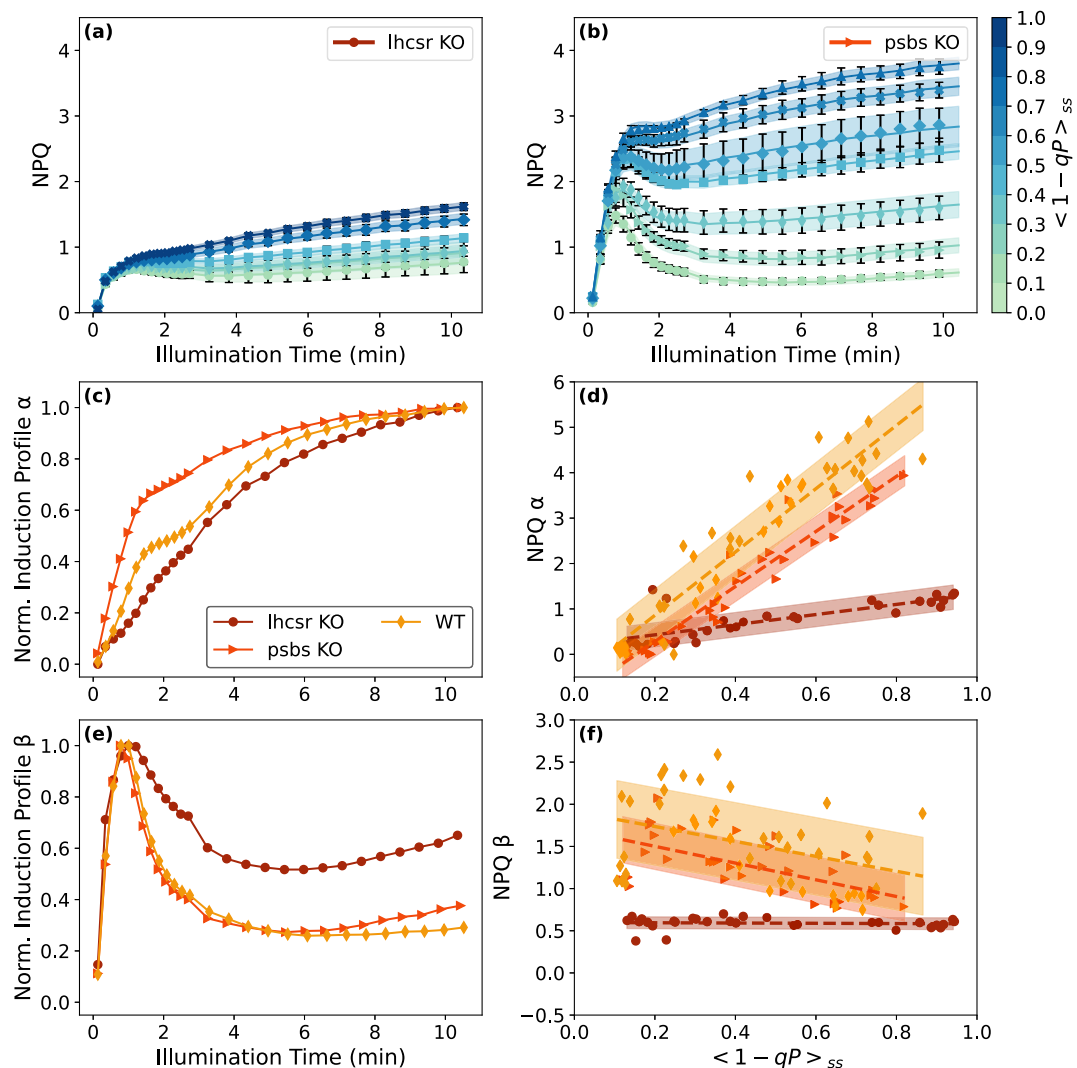 (a)
lhcsr KO
4
3
2
1
0
NPQ
0 2 4 6 8 10
Illumination Time (min)
(b)
psbs KO
4
3
2
1
0
NPQ
0 2 4 6 8 10
Illumination Time (min)
1.0
0.9
0.8
0.7
0.6
0.5
0.4
0.3
0.2
0.1
0.0
< 1 − qP >ss
(c)
1.0
0.8
0.6
0.4
0.2
0.0
Norm. Induction Profile α
lhcsr KO
psbs KO
WT
0 2 4 6 8 10
(d)
6
5
4
3
2
1
0
NPQ α
0.0 0.2 0.4 0.6 0.8 1.0
(e)
1.0
0.8
0.6
0.4
0.2
0.0
Norm. Induction Profile β
0 2 4 6 8 10
Illumination Time (min)
(f)
3.0
2.5
2.0
1.5
1.0
0.5
0.0
−0.5
NPQ β
0.0 0.2 0.4 0.6 0.8 1.0
< 1 − qP >ss